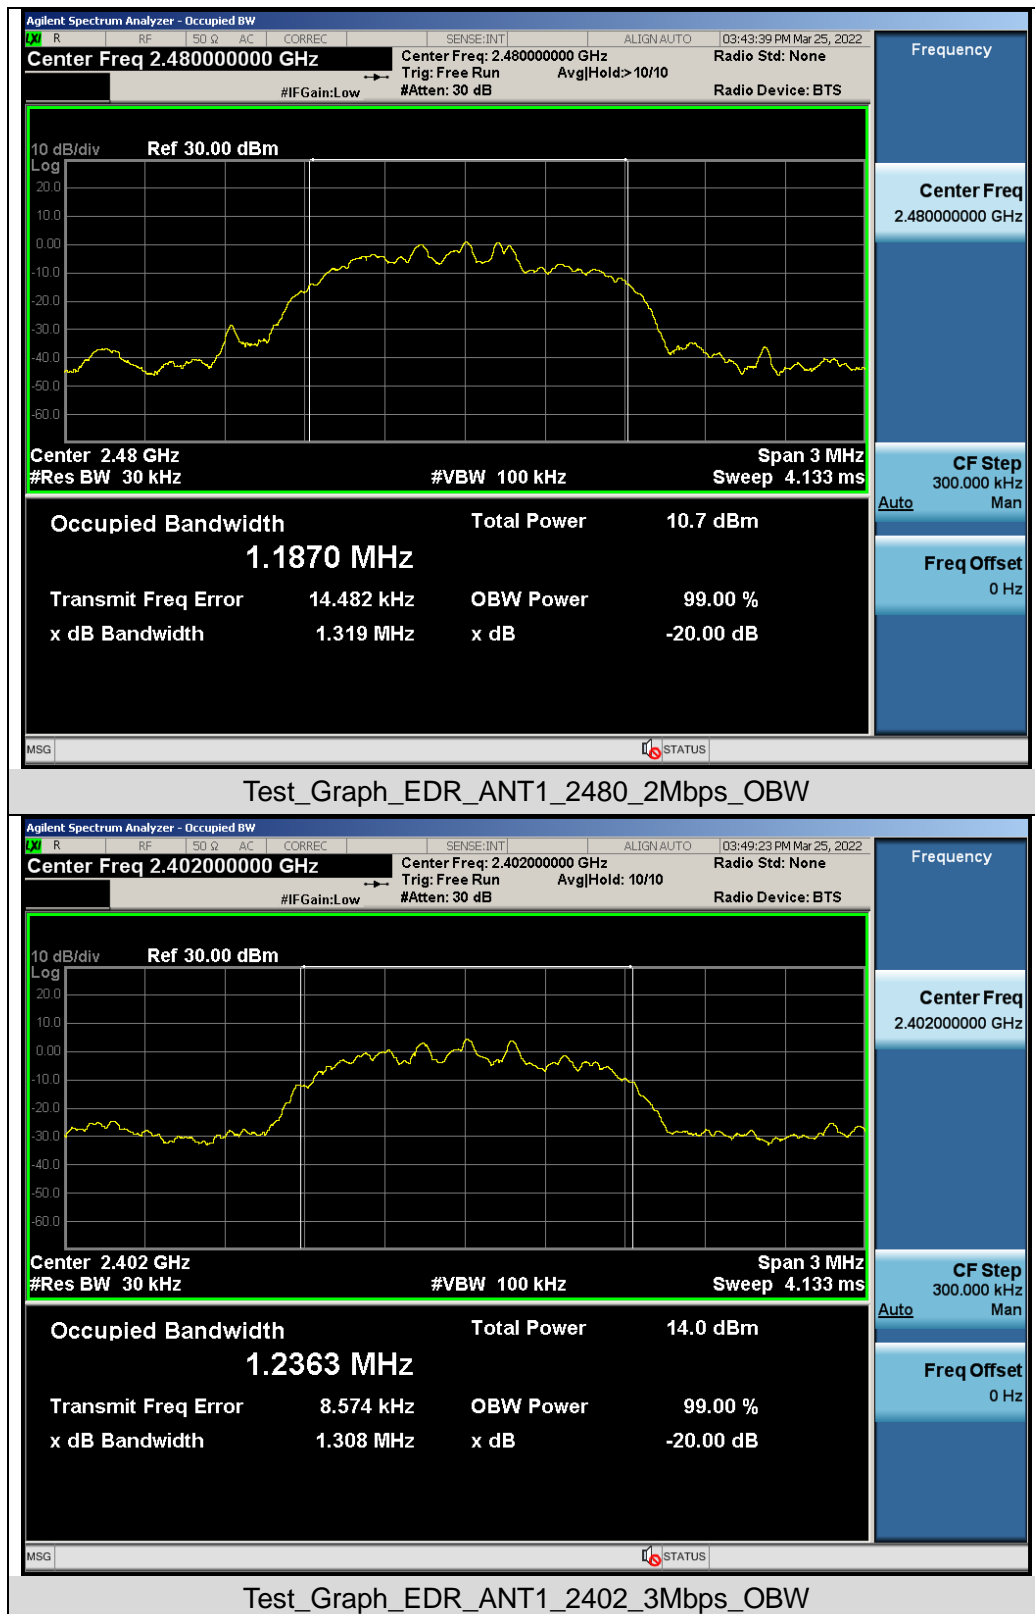 Agilent Spectrum Analyzer - Occupied BW
LXI R RF 50 Ω AC CORREC SENSE:INT ALIGN AUTO 03:43:39 PM Mar 25, 2022
Center Freq 2.480000000 GHz
Center Freq: 2.480000000 GHz
Radio Std: None
Trig: Free Run Avg|Hold:> 10/10
#IFGain:Low #Atten: 30 dB Radio Device: BTS
Frequency
10 dB/div Ref 30.00 dBm
Log
20.0
10.0
0.00
-10.0
-20.0
-30.0
-40.0
-50.0
-60.0
Center 2.48 GHz Span 3 MHz
#Res BW 30 kHz #VBW 100 kHz Sweep 4.133 ms
Center Freq
2.480000000 GHz
CF Step
300.000 kHz
Auto Man
Freq Offset
0 Hz
Occupied Bandwidth Total Power 10.7 dBm
1.1870 MHz
Transmit Freq Error 14.482 kHz OBW Power 99.00 %
x dB Bandwidth 1.319 MHz x dB -20.00 dB
MSG STATUS
Test_Graph_EDR_ANT1_2480_2Mbps_OBW
Agilent Spectrum Analyzer - Occupied BW
LXI R RF 50 Ω AC CORREC SENSE:INT ALIGN AUTO 03:49:23 PM Mar 25, 2022
Center Freq 2.402000000 GHz
Center Freq: 2.402000000 GHz
Radio Std: None
Trig: Free Run Avg|Hold: 10/10
#IFGain:Low #Atten: 30 dB Radio Device: BTS
Frequency
10 dB/div Ref 30.00 dBm
Log
20.0
10.0
0.00
-10.0
-20.0
-30.0
-40.0
-50.0
-60.0
Center 2.402 GHz Span 3 MHz
#Res BW 30 kHz #VBW 100 kHz Sweep 4.133 ms
Center Freq
2.402000000 GHz
CF Step
300.000 kHz
Auto Man
Freq Offset
0 Hz
Occupied Bandwidth Total Power 14.0 dBm
1.2363 MHz
Transmit Freq Error 8.574 kHz OBW Power 99.00 %
x dB Bandwidth 1.308 MHz x dB -20.00 dB
MSG STATUS
Test_Graph_EDR_ANT1_2402_3Mbps_OBW